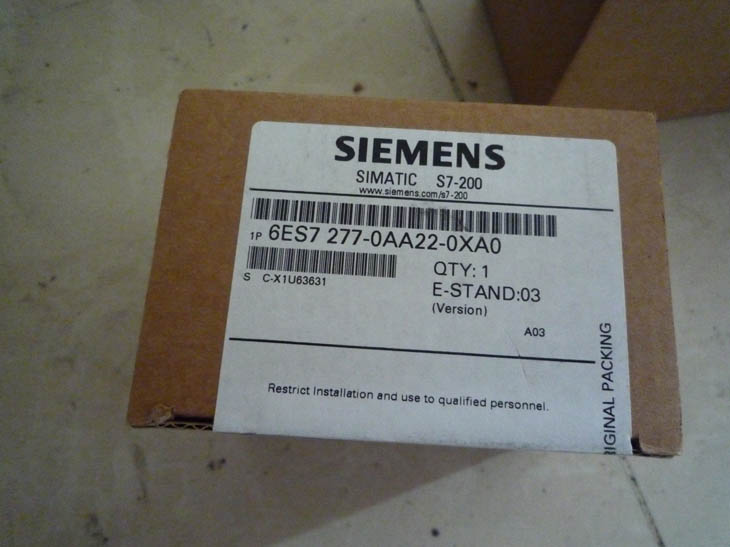 SIEMENS
SIMATIC S7-200
www.siemens.com/s7-200
1P 6ES7 277-0AA22-0XA0
S C-X1U63631
QTY: 1
E-STAND:03
(Version)
A03
Restrict Installation and use to qualified personnel.
RIGINAL PACKING